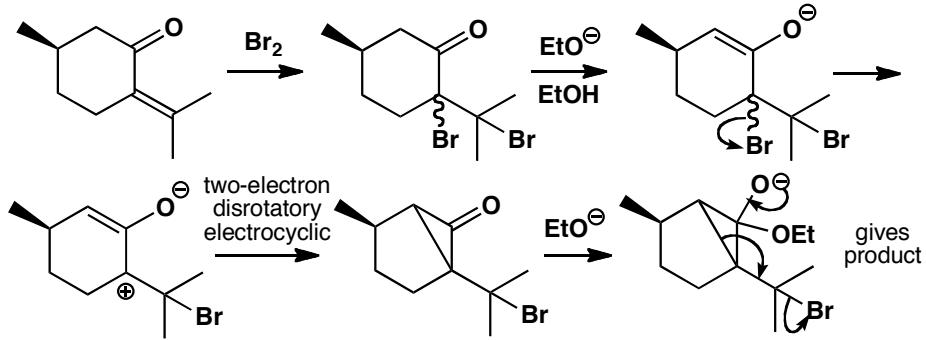 O
Br2
O
Br
Br
EtO⊖
EtOH
O⊖
Br
Br
O⊖
⊕
Br
two-electron
disrotatory
electrocyclic
O
Br
EtO⊖
O⊖
OEt
Br
gives
product